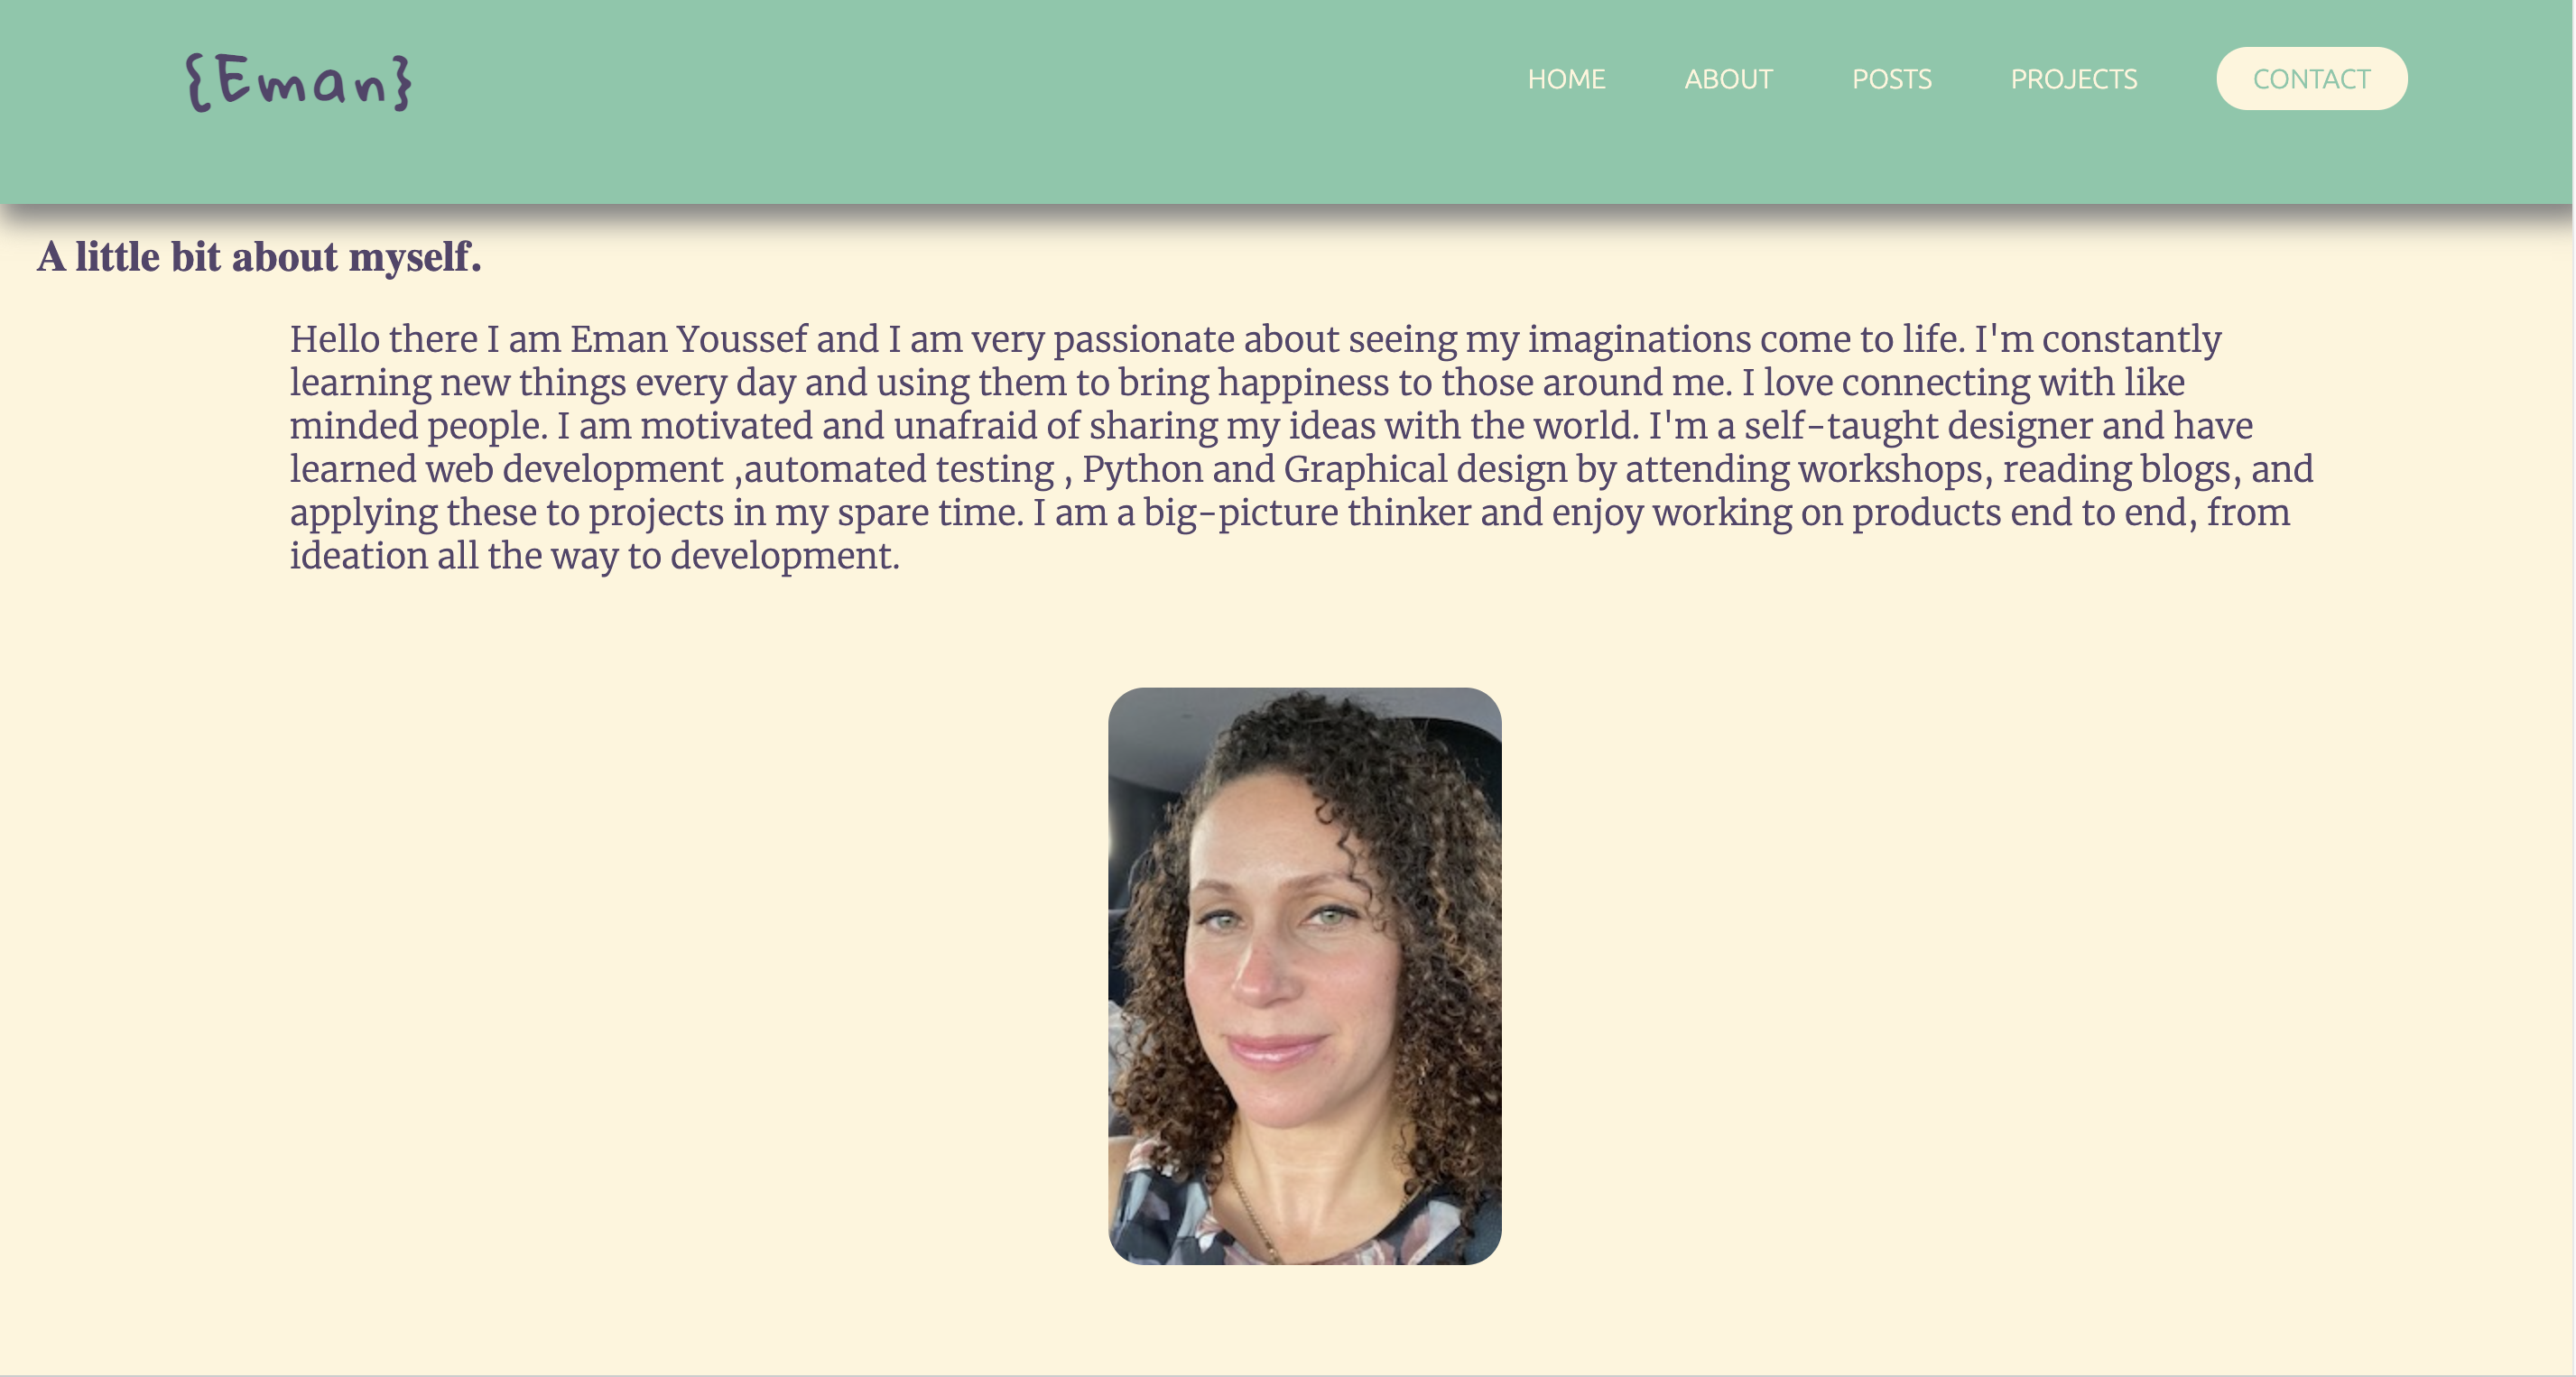 {Eman}
HOME ABOUT POSTS PROJECTS CONTACT
A little bit about myself.
Hello there I am Eman Youssef and I am very passionate about seeing my imaginations come to life. I'm constantly
learning new things every day and using them to bring happiness to those around me. I love connecting with like
minded people. I am motivated and unafraid of sharing my ideas with the world. I'm a self-taught designer and have
learned web development ,automated testing , Python and Graphical design by attending workshops, reading blogs, and
applying these to projects in my spare time. I am a big-picture thinker and enjoy working on products end to end, from
ideation all the way to development.